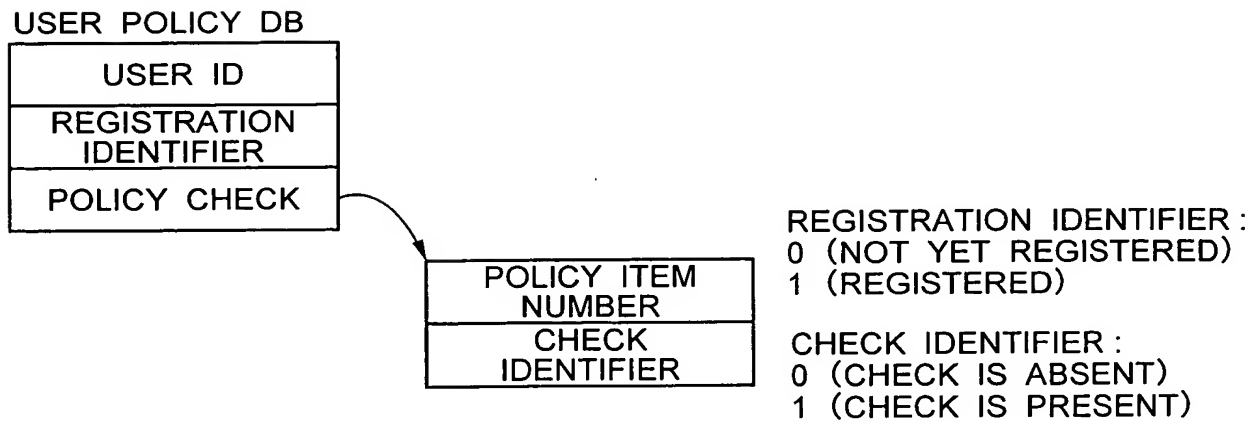 USER POLICY DB
USER ID
REGISTRATION
IDENTIFIER
POLICY CHECK
POLICY ITEM
NUMBER
CHECK
IDENTIFIER
REGISTRATION IDENTIFIER :
0 (NOT YET REGISTERED)
1 (REGISTERED)
CHECK IDENTIFIER :
0 (CHECK IS ABSENT)
1 (CHECK IS PRESENT)